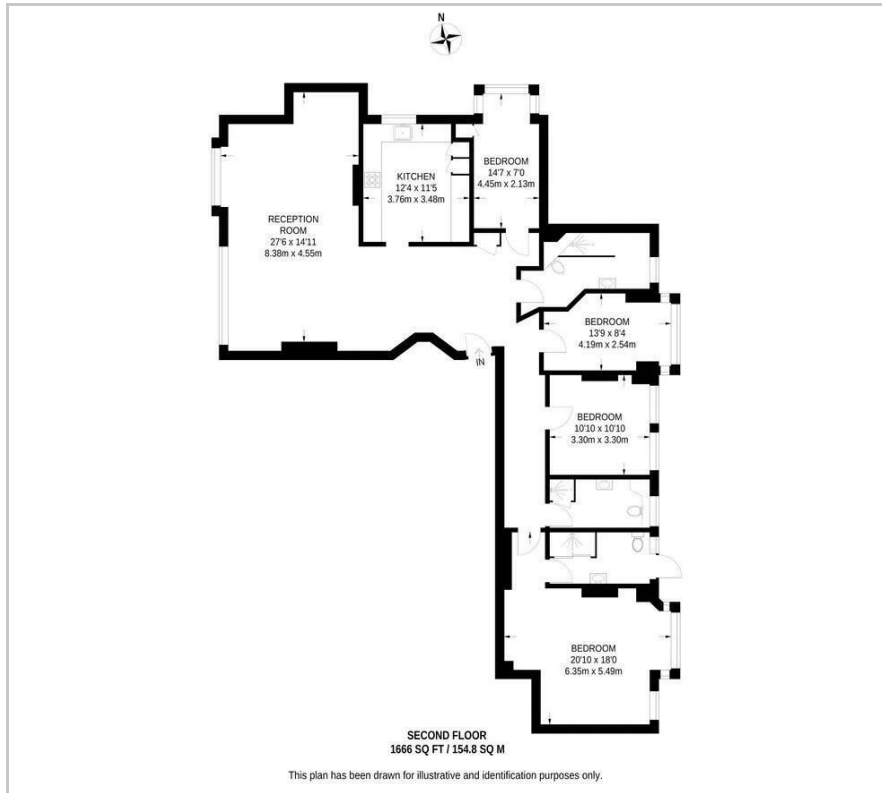 N
BEDROOM
14'7 x 7'0
4.45m x 2.13m
KITCHEN
12'4 x 11'5
3.76m x 3.48m
RECEPTION
ROOM
27'6 x 14'11
8.38m x 4.55m
BEDROOM
13'9 x 8'4
4.19m x 2.54m
IN
BEDROOM
10'10 x 10'10
3.30m x 3.30m
BEDROOM
20'10 x 18'0
6.35m x 5.49m
SECOND FLOOR
1666 SQ FT / 154.8 SQ M
This plan has been drawn for illustrative and identification purposes only.